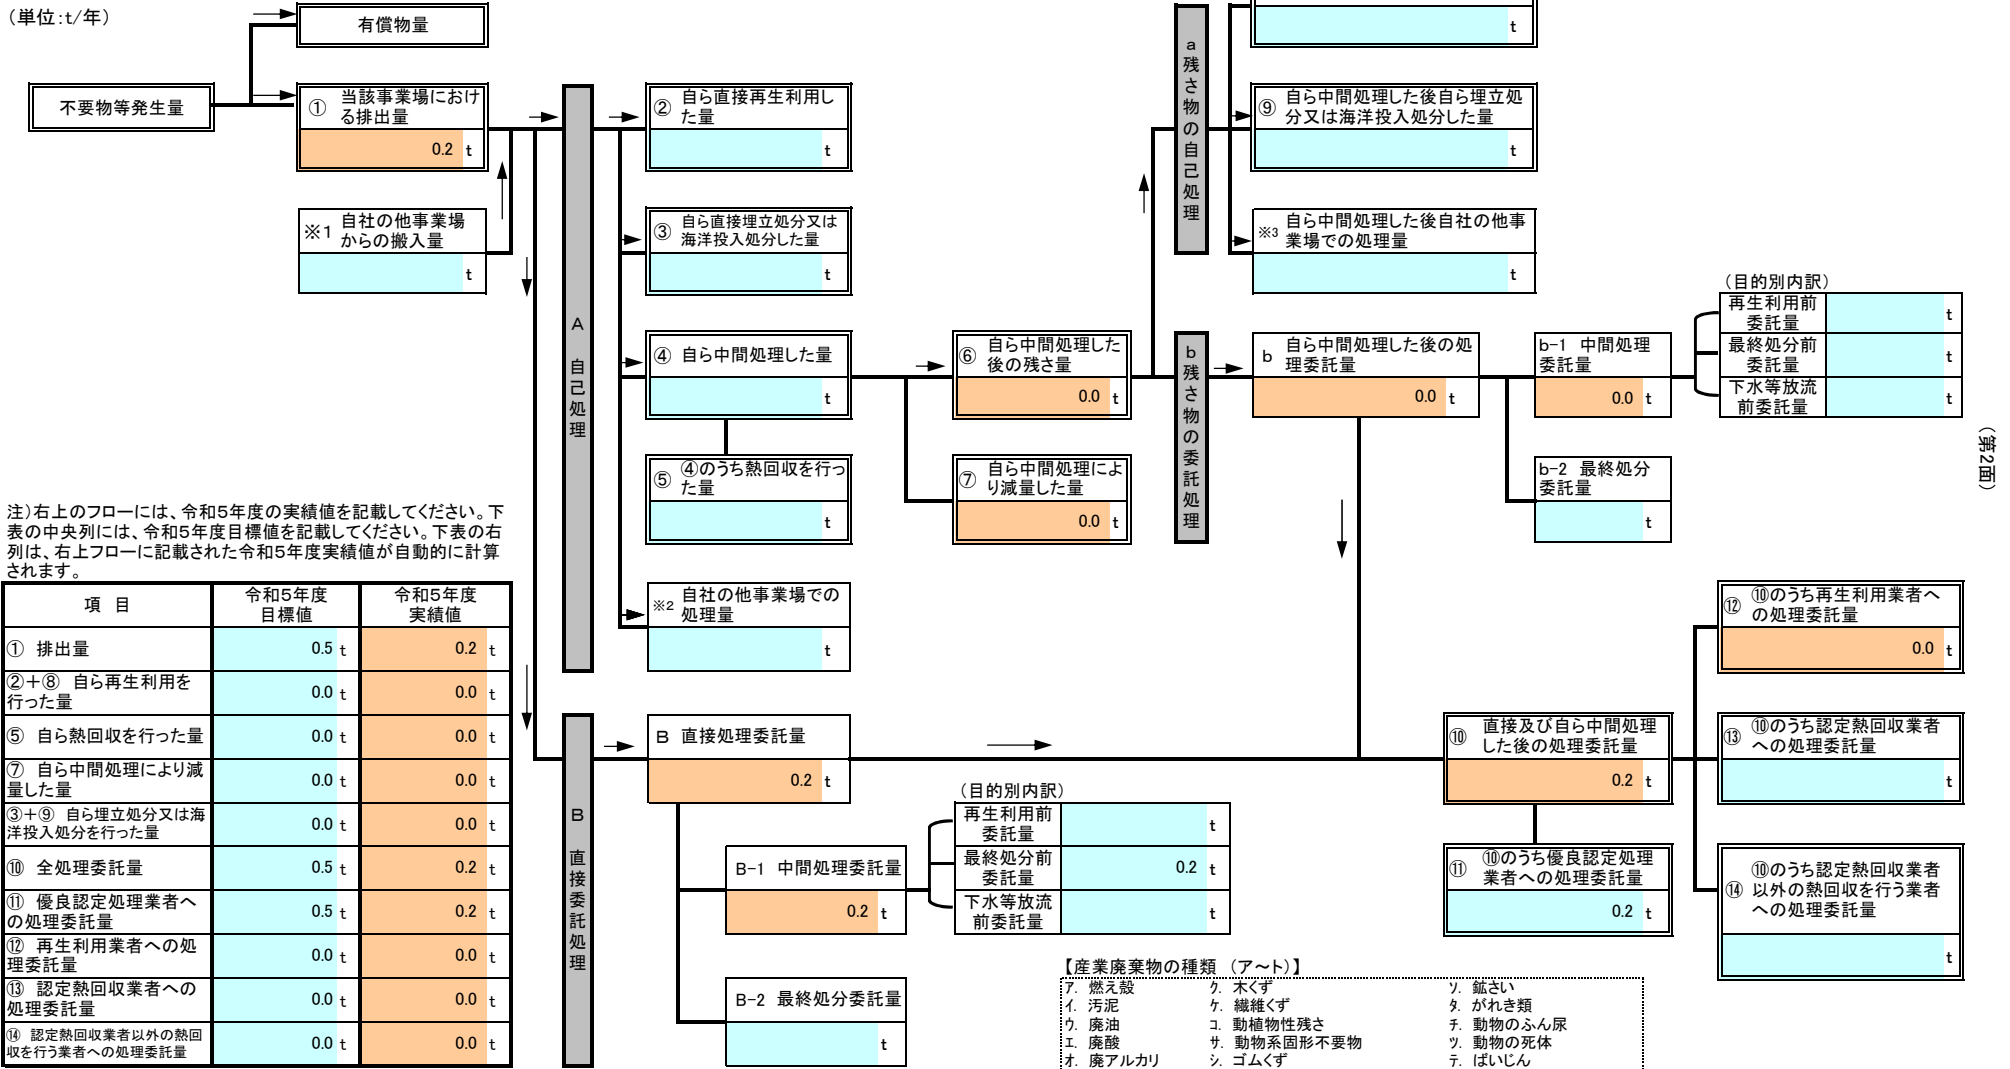 （単位：t/年）
有償物量
不要物等発生量
① 当該事業場におけ
る排出量
0.2 t
※1 自社の他事業場
からの搬入量
t
A 自己処理
② 自ら直接再生利用し
た量
t
③ 自ら直接埋立処分又は
海洋投入処分した量
t
④ 自ら中間処理した量
t
⑤ ④のうち熱回収を行っ
た量
t
※2 自社の他事業場での
処理量
t
⑥ 自ら中間処理した
後の残さ量
0.0 t
⑦ 自ら中間処理によ
り減量した量
0.0 t
a 残さ物の自己処理
t
⑨ 自ら中間処理した後自ら埋立処
分又は海洋投入処分した量
t
※3 自ら中間処理した後自社の他事
業場での処理量
t
b 残さ物の委託処理
b 自ら中間処理した後の処
理委託量
0.0 t
b-1 中間処理
委託量
0.0 t
b-2 最終処分
委託量
t
（目的別内訳）
再生利用前
委託量
t
最終処分前
委託量
t
下水等放流
前委託量
t
（第2面）
注）右上のフローには、令和5年度の実績値を記載してください。下
表の中央列には、令和5年度目標値を記載してください。下表の右
列は、右上フローに記載された令和5年度実績値が自動的に計算
されます。
項 目 令和5年度 目標値 令和5年度 実績値
① 排出量 0.5 t 0.2 t
②＋⑧ 自ら再生利用を
行った量 0.0 t 0.0 t
⑤ 自ら熱回収を行った量 0.0 t 0.0 t
⑦ 自ら中間処理により減
量した量 0.0 t 0.0 t
③＋⑨ 自ら埋立処分又は海
洋投入処分を行った量 0.0 t 0.0 t
⑩ 全処理委託量 0.5 t 0.2 t
⑪ 優良認定処理業者へ
の処理委託量 0.5 t 0.2 t
⑫ 再生利用業者への処
理委託量 0.0 t 0.0 t
⑬ 認定熱回収業者への
処理委託量 0.0 t 0.0 t
⑭ 認定熱回収業者以外の熱回
収を行う業者への処理委託量 0.0 t 0.0 t
B 直接委託処理
B 直接処理委託量
0.2 t
B-1 中間処理委託量
0.2 t
B-2 最終処分委託量
t
（目的別内訳）
再生利用前
委託量
t
最終処分前
委託量
0.2 t
下水等放流
前委託量
t
⑩ 直接及び自ら中間処理
した後の処理委託量
0.2 t
⑪ ⑩のうち優良認定処理
業者への処理委託量
0.2 t
⑫ ⑩のうち再生利用業者へ
の処理委託量
0.0 t
⑬ ⑩のうち認定熱回収業者
への処理委託量
t
⑭ ⑩のうち認定熱回収業者
以外の熱回収を行う業者
への処理委託量
t
【産業廃棄物の種類 （ア～ト）】
ア. 燃え殻 ク. 木くず ソ. 鉱さい
イ. 汚泥 ケ. 繊維くず タ. がれき類
ウ. 廃油 コ. 動植物性残さ チ. 動物のふん尿
エ. 廃酸 サ. 動物系固形不要物 ツ. 動物の死体
オ. 廃アルカリ シ. ゴムくず テ. ばいじん